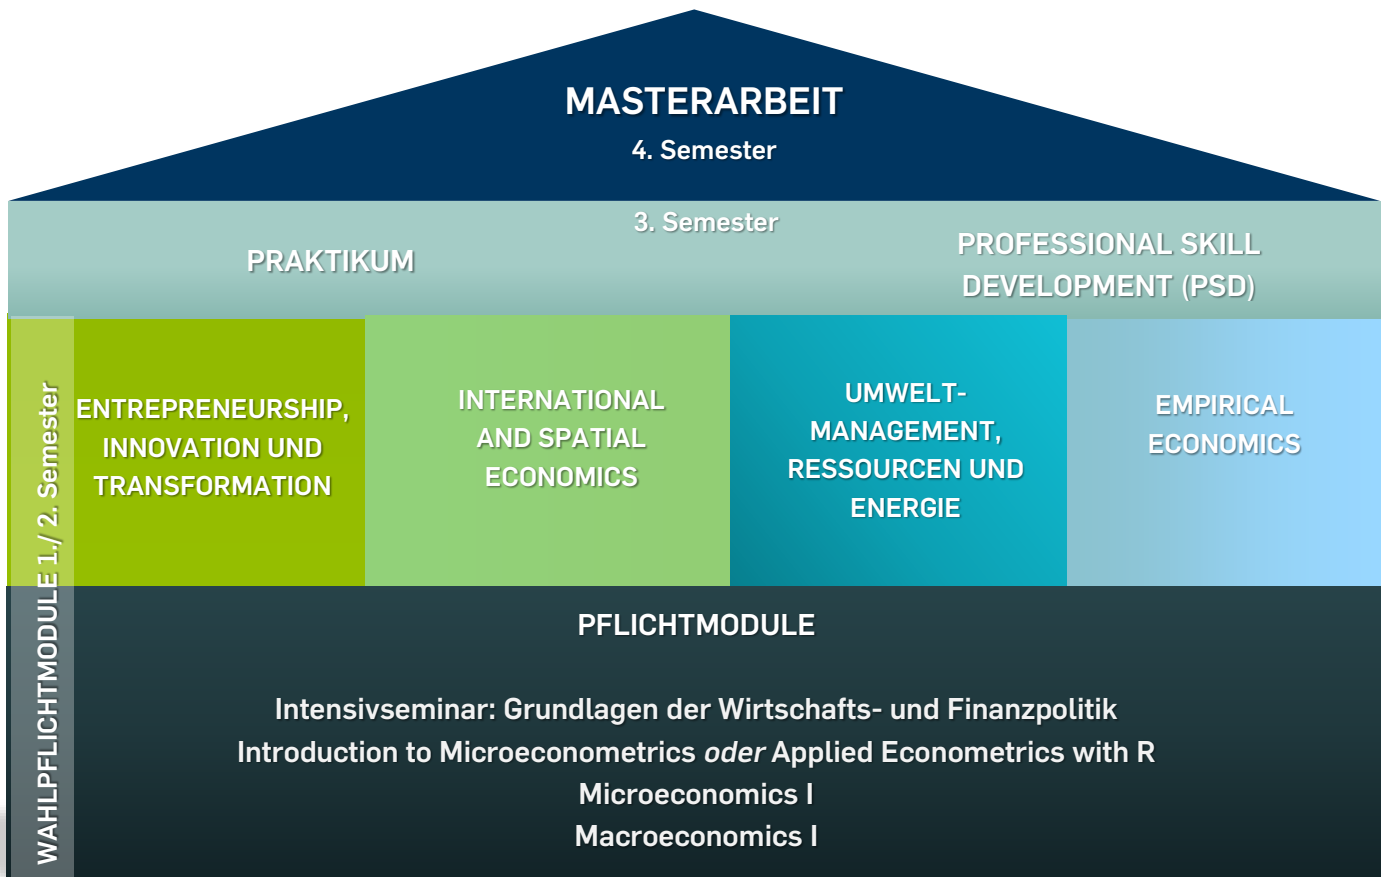 MASTERARBEIT
4. Semester
3. Semester
PRAKTIKUM
PROFESSIONAL SKILL
DEVELOPMENT (PSD)
WAHLPFLICHTMODULE 1./ 2. Semester
ENTREPRENEURSHIP,
INNOVATION UND
TRANSFORMATION
INTERNATIONAL
AND SPATIAL
ECONOMICS
UMWELT-
MANAGEMENT,
RESSOURCEN UND
ENERGIE
EMPIRICAL
ECONOMICS
PFLICHTMODULE
Intensivseminar: Grundlagen der Wirtschafts- und Finanzpolitik
Introduction to Microeconometrics oder Applied Econometrics with R
Microeconomics I
Macroeconomics I